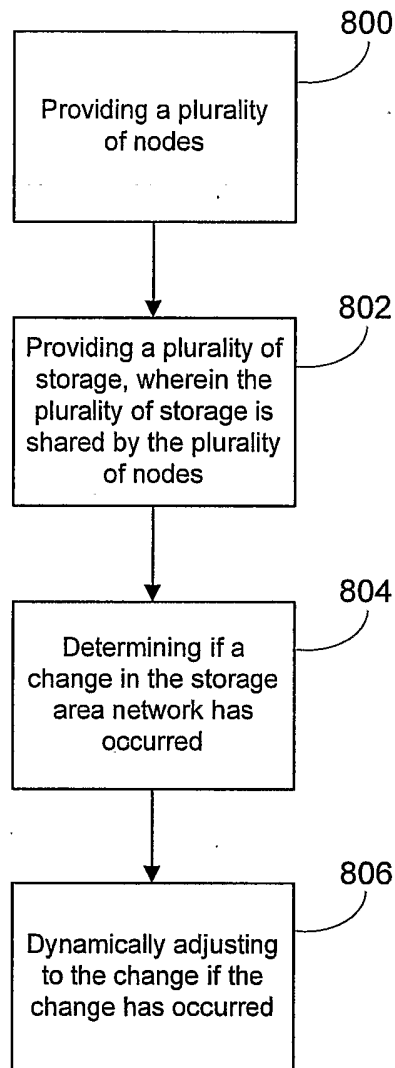 800
Providing a plurality
of nodes
802
Providing a plurality of
storage, wherein the
plurality of storage is
shared by the plurality
of nodes
804
Determining if a
change in the storage
area network has
occurred
806
Dynamically adjusting
to the change if the
change has occurred